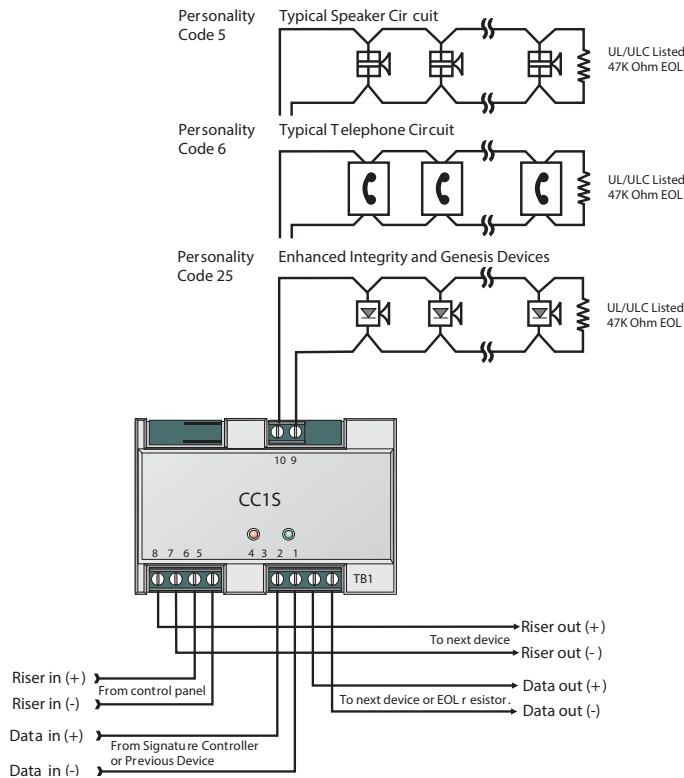 Personality Typical Speaker Cir cuit
Code 5
UL/ULC Listed
47K Ohm EOL
Personality Typical Telephone Circuit
Code 6
UL/ULC Listed
47K Ohm EOL
Personality Enhanced Integrity and Genesis Devices
Code 25
UL/ULC Listed
47K Ohm EOL
10 9
CC1S
8 7 6 5 4 3 2 1
TB1
Riser out (+)
To next device
Riser out (-)
Riser in (+)
From control panel
Riser in (-)
Data out (+)
To next device or EOL r esistor.
Data out (-)
Data in (+)
From Signature Controller
or Previous Device
Data in (-)